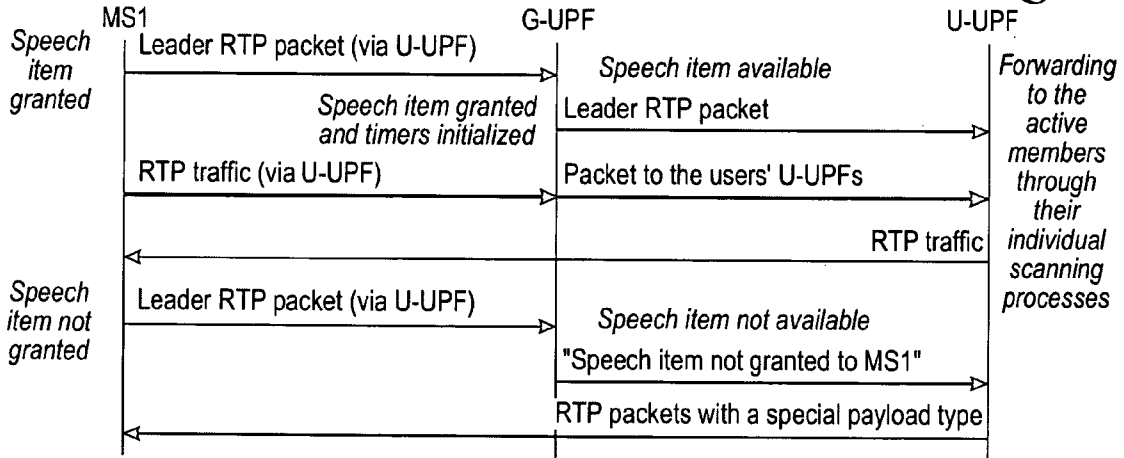 MS1
G-UPF
U-UPF
Speech
item
granted
Leader RTP packet (via U-UPF)
Speech item available
Forwarding
to the
active
members
through
their
individual
scanning
processes
Speech item granted
and timers initialized
Leader RTP packet
RTP traffic (via U-UPF)
Packet to the users' U-UPFs
RTP traffic
Speech
item not
granted
Leader RTP packet (via U-UPF)
Speech item not available
"Speech item not granted to MS1"
RTP packets with a special payload type